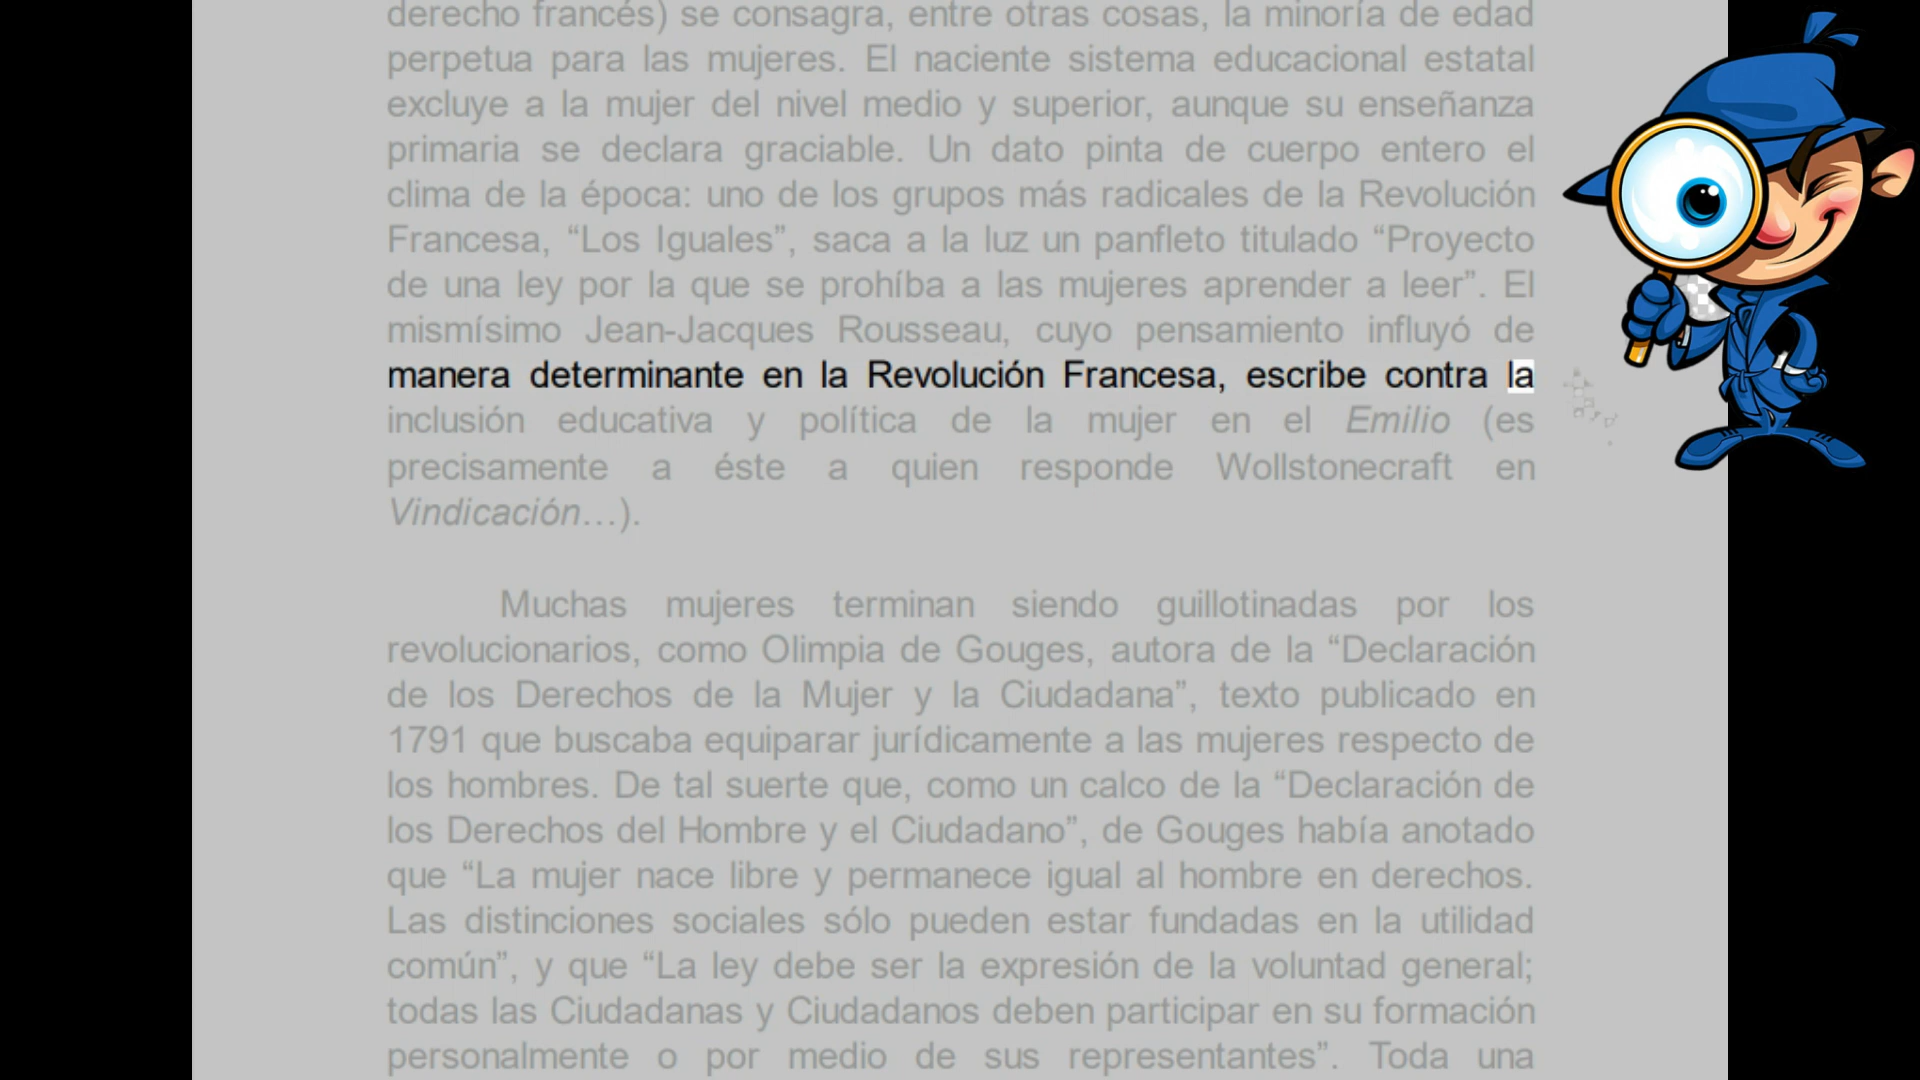 derecho francés) se consagra, entre otras cosas, la minoría de edad
perpetua para las mujeres. El naciente sistema educacional estatal
excluye a la mujer del nivel medio y superior, aunque su enseñanza
primaria se declara graciable. Un dato pinta de cuerpo entero el
clima de la época: uno de los grupos más radicales de la Revolución
Francesa, “Los Iguales”, saca a la luz un panfleto titulado “Proyecto
de una ley por la que se prohíba a las mujeres aprender a leer”. El
mismísimo Jean-Jacques Rousseau, cuyo pensamiento influyó de
manera determinante en la Revolución Francesa, escribe contra la
inclusión educativa y política de la mujer en el Emilio (es
precisamente a éste a quien responde Wollstonecraft en
Vindicación…).
Muchas mujeres terminan siendo guillotinadas por los
revolucionarios, como Olimpia de Gouges, autora de la “Declaración
de los Derechos de la Mujer y la Ciudadana”, texto publicado en
1791 que buscaba equiparar jurídicamente a las mujeres respecto de
los hombres. De tal suerte que, como un calco de la “Declaración de
los Derechos del Hombre y el Ciudadano”, de Gouges había anotado
que “La mujer nace libre y permanece igual al hombre en derechos.
Las distinciones sociales sólo pueden estar fundadas en la utilidad
común”, y que “La ley debe ser la expresión de la voluntad general;
todas las Ciudadanas y Ciudadanos deben participar en su formación
personalmente o por medio de sus representantes”. Toda una